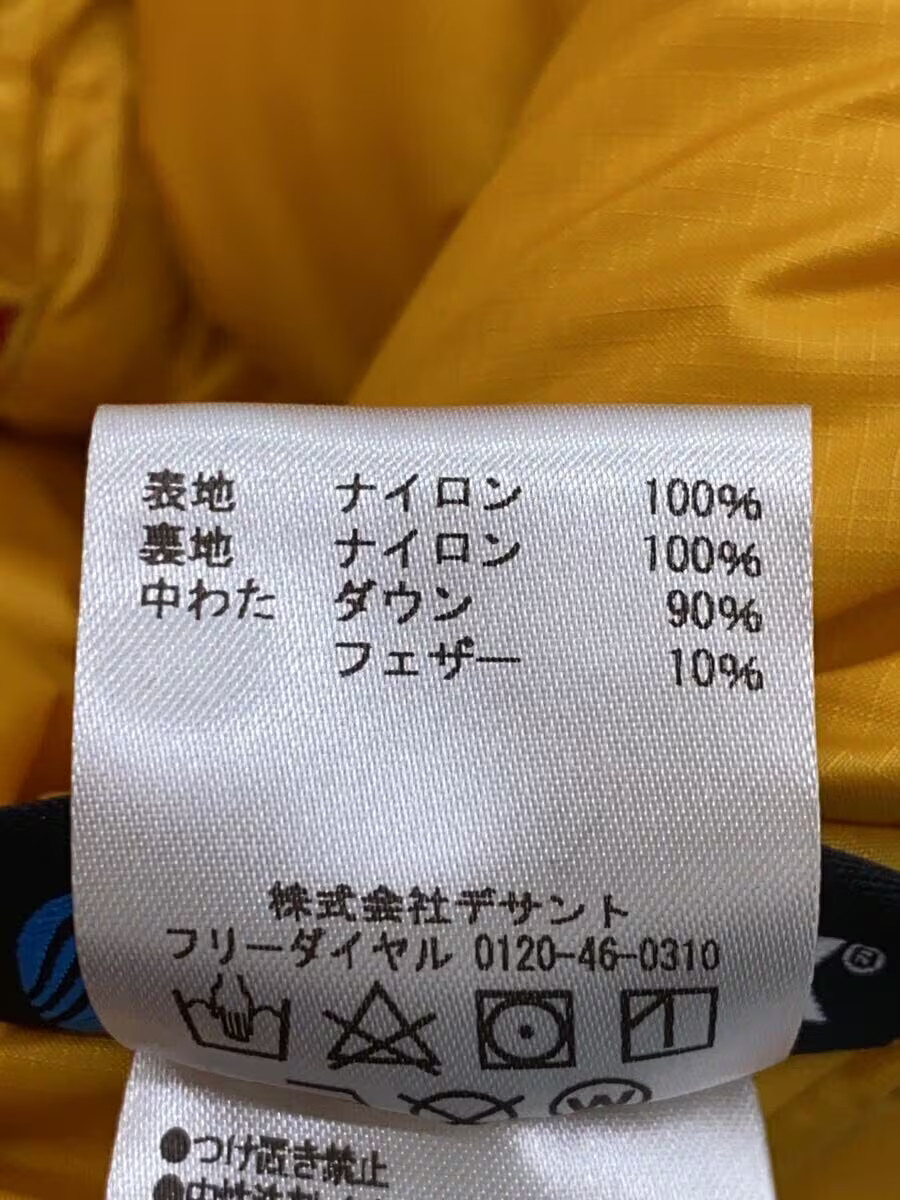 表地 ナイロン 100%
裏地 ナイロン 100%
中わた ダウン 90%
フェザー 10%
株式会社デサント
フリーダイヤル 0120-46-0310
W
●つけ置き禁止